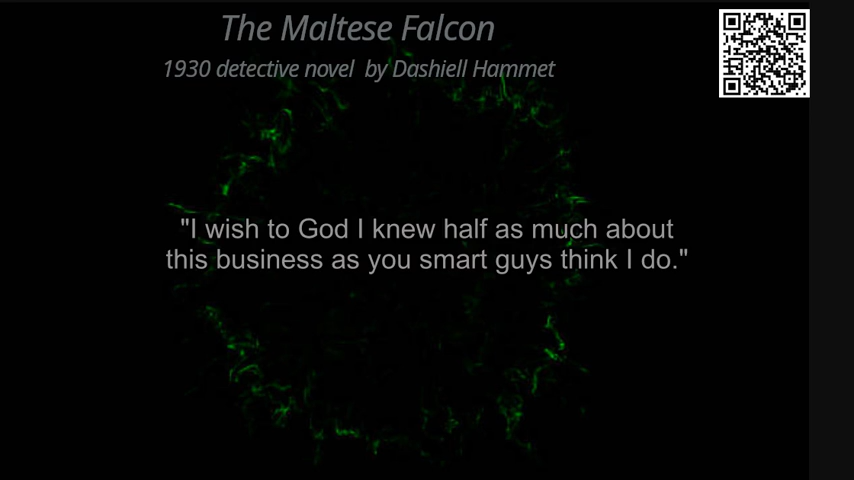 The Maltese Falcon
1930 detective novel by Dashiell Hammet
"I wish to God I knew half as much about
this business as you smart guys think I do."